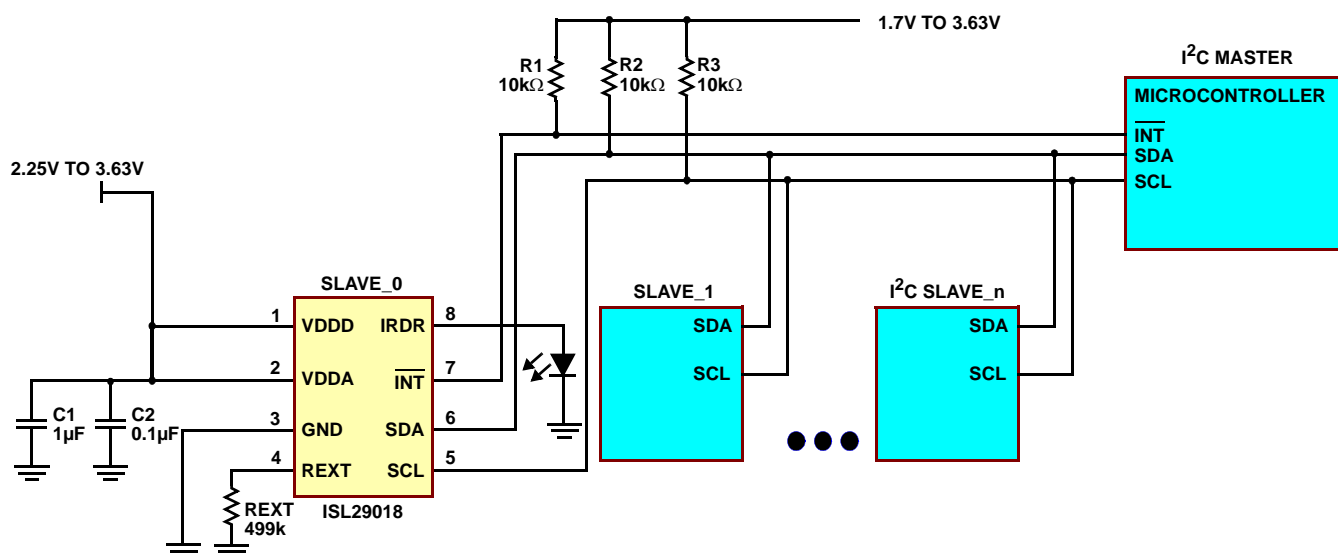 1.7V TO 3.63V
R1
10kΩ
R2
10kΩ
R3
10kΩ
I²C MASTER
MICROCONTROLLER
INT
SDA
SCL
2.25V TO 3.63V
SLAVE_0
1
VDDD
IRDR
8
2
VDDA
INT
7
3
GND
SDA
6
4
REXT
SCL
5
ISL29018
C1
1µF
C2
0.1µF
REXT
499k
SLAVE_1
SDA
SCL
I²C SLAVE_n
SDA
SCL